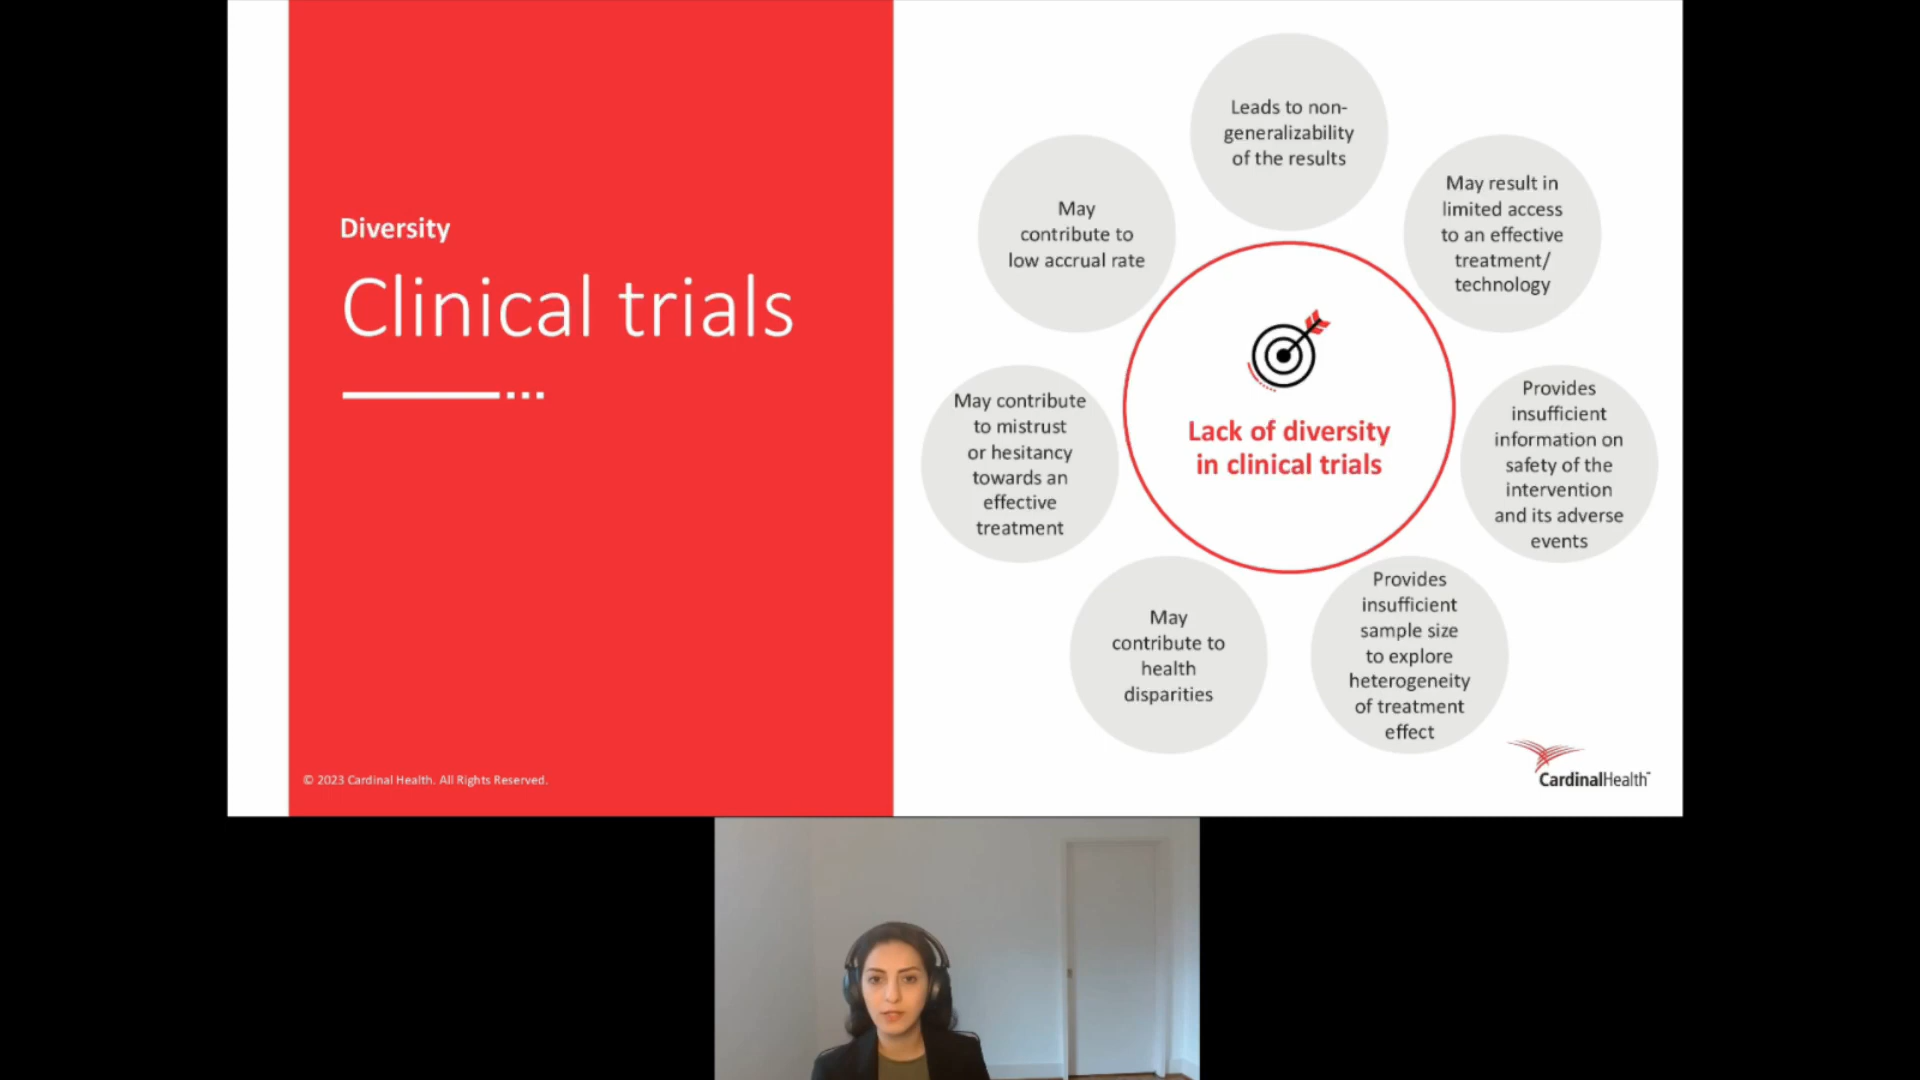 Diversity
Clinical trials
© 2023 Cardinal Health. All Rights Reserved.
Leads to non-
generalizability
of the results
May result in
limited access
to an effective
treatment/
technology
Provides
insufficient
information on
safety of the
intervention
and its adverse
events
Provides
insufficient
sample size
to explore
heterogeneity
of treatment
effect
May
contribute to
health
disparities
May contribute
to mistrust
or hesitancy
towards an
effective
treatment
May
contribute to
low accrual rate
Lack of diversity
in clinical trials
CardinalHealth™